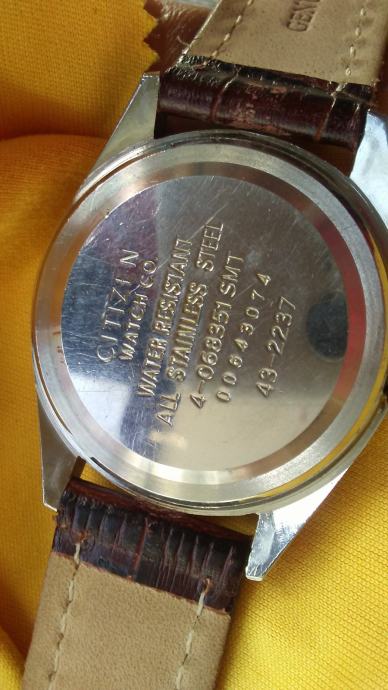 CITIZEN
WATCH CO.
WATER RESISTANT
ALL STAINLESS STEEL
4-068351 SMT
00643074
43-2237